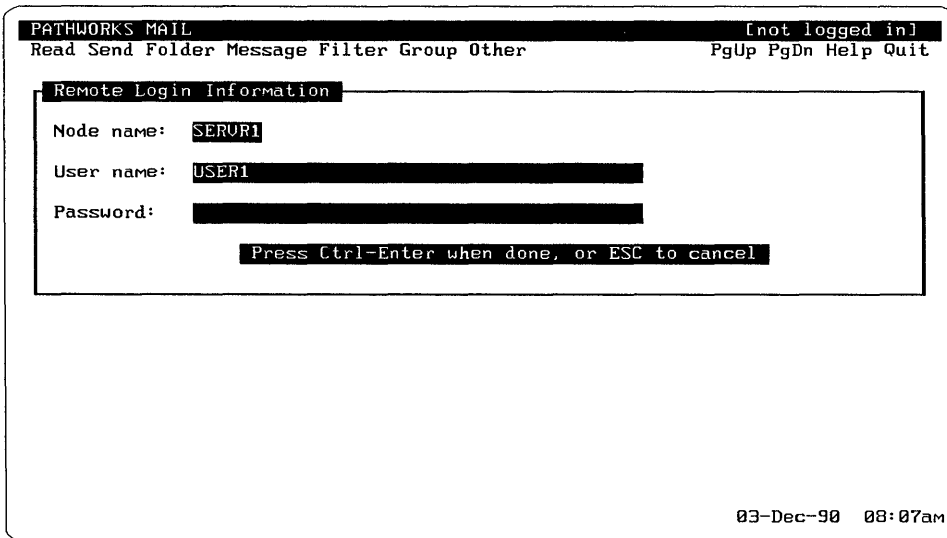 PATHWORKS MAIL [not logged in]
Read Send Folder Message Filter Group Other PgUp PgDn Help Quit
Remote Login Information
Node name: SERVR1
User name: USER1
Password:
Press Ctrl-Enter when done, or ESC to cancel
03-Dec-90 08:07am